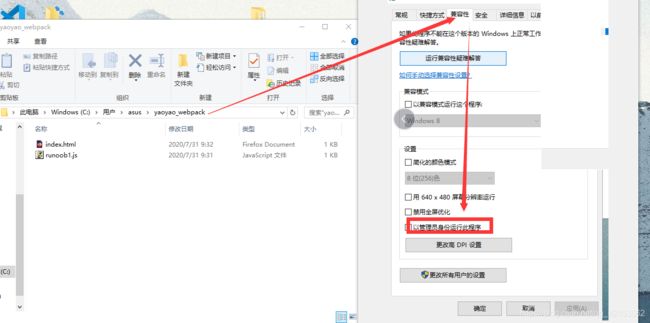 yaoyao_webpack
共享 查看
复制路径
粘贴快捷方式
粘贴
剪贴板
移动到 复制到 删除 重命名
组织
新建项目
轻松访问
新建
文件夹
新建
属性
打开
编辑
历史记录
打开
全部选择
全部取消
反向选择
选择
此电脑 Windows (C:) 用户 asus yaoyao_webpack
搜索"yao...
名称 修改日期 类型 大小
index.html 2020/7/31 9:32 Firefox Document 1 KB
runoob1.js 2020/7/31 9:31 JavaScript 文件 1 KB
常规 快捷方式 兼容性 安全 详细信息
如果此程序不能在这个版本的 Windows 上正常工作
容性疑难解答。
运行兼容性疑难解答
如何手动选择兼容性设置?
兼容模式
以兼容模式运行这个程序:
Windows 8
设置
简化的颜色模式
8 位(256)色
用 640 x 480 屏幕分辨率运行
禁用全屏优化
以管理员身份运行此程序
更改高 DPI 设置
更改所有用户的设置
确定 取消 应用(A)